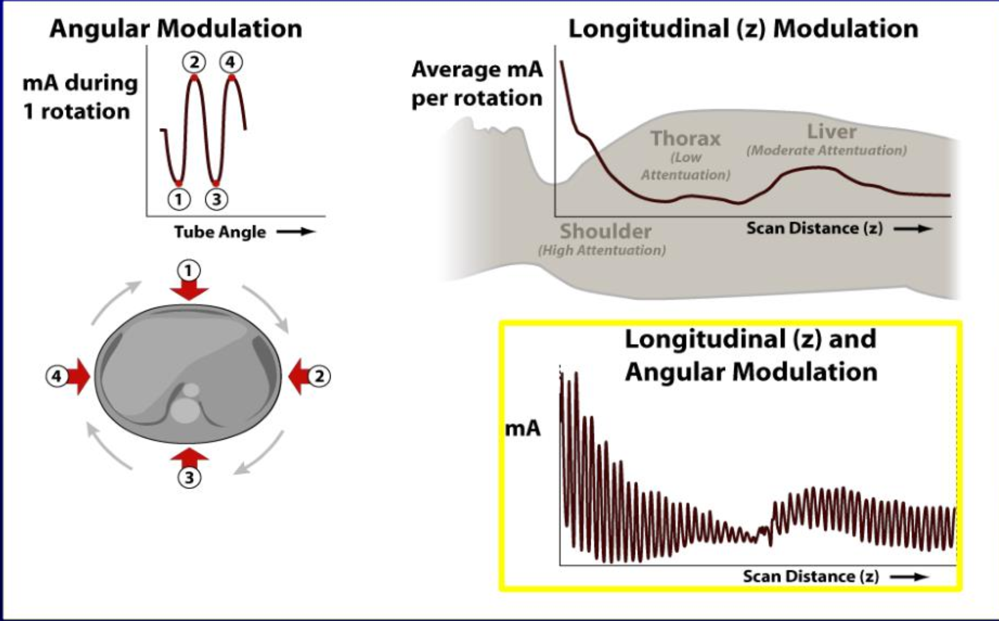 Angular Modulation
mA during
1 rotation
2
4
1
3
Tube Angle
1
4
2
3
Longitudinal (z) Modulation
Average mA
per rotation
Thorax
(Low
Attentuation)
Liver
(Moderate Attentuation)
Shoulder
(High Attentuation)
Scan Distance (z)
Longitudinal (z) and
Angular Modulation
mA
Scan Distance (z)